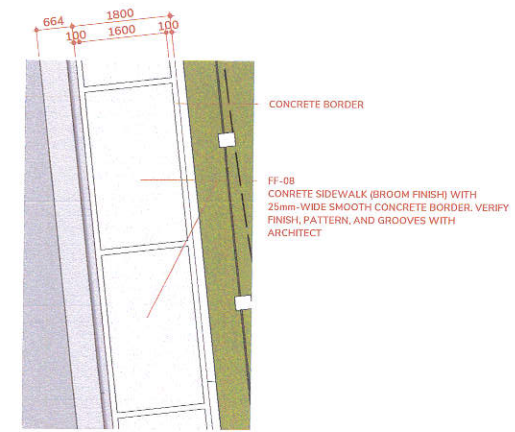 664
1800
100
1600
100
CONCRETE BORDER
FF-08
CONRETE SIDEWALK (BROOM FINISH) WITH
25mm-WIDE SMOOTH CONCRETE BORDER. VERIFY
FINISH, PATTERN, AND GROOVES WITH
ARCHITECT